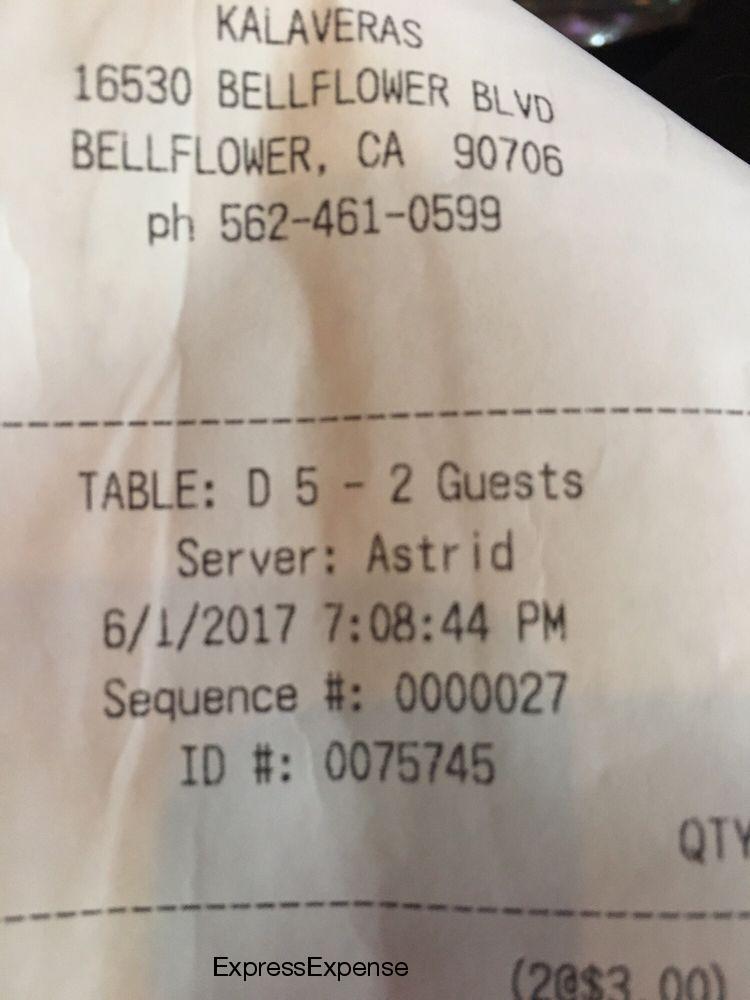 KALAVERAS
16530 BELLFLOWER BLVD
BELLFLOWER, CA 90706
ph 562-461-0599
TABLE: D 5 - 2 Guests
Server: Astrid
6/1/2017 7:08:44 PM
Sequence #: 0000027
ID #: 0075745
QTY
(2@$3.00)
ExpressExpense